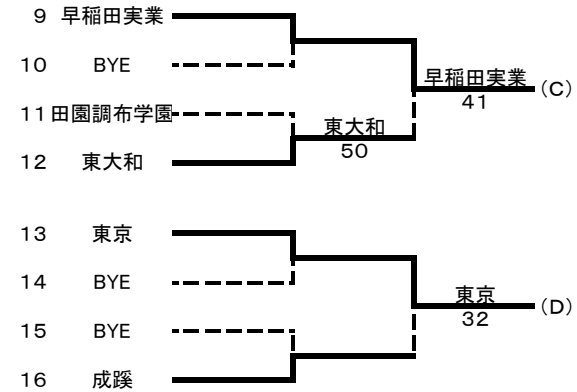 9 早稲田実業
10 BYE
早稲田実業 (C)
41
11 田園調布学園
東大和
50
12 東大和
13 東京
14 BYE
東京 (D)
32
15 BYE
16 成蹊